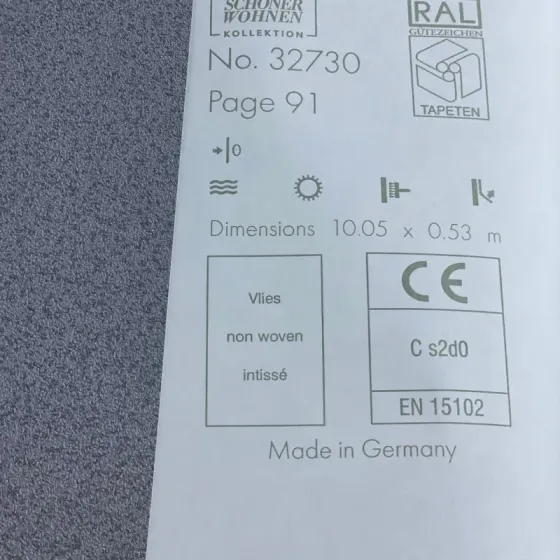 SCHÖNER
WOHNEN
KOLLEKTION
RAL
GÜTEZEICHEN
TAPETEN
No. 32730
Page 91
0
Dimensions 10.05 x 0.53 m
Vlies
non woven
intissé
CE
C s2d0
EN 15102
Made in Germany